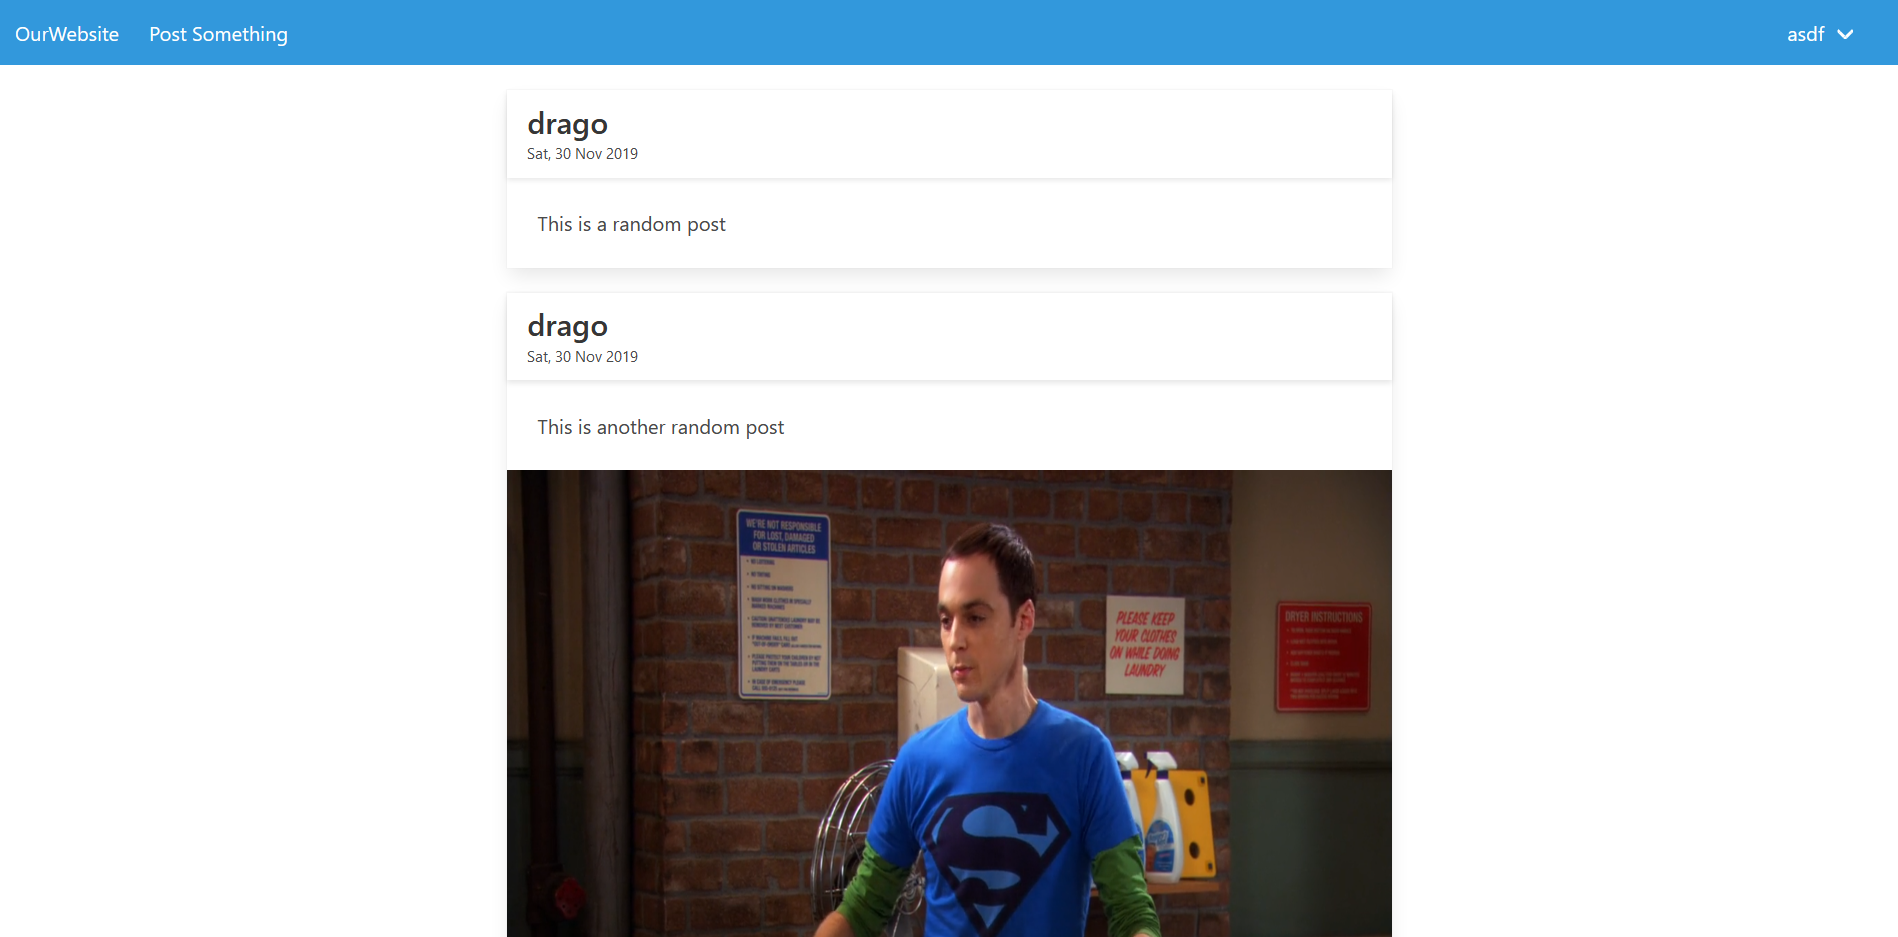 OurWebsite Post Something asdf
drago
Sat, 30 Nov 2019
This is a random post
drago
Sat, 30 Nov 2019
This is another random post
WE'RE NOT RESPONSIBLE
FOR LOST, DAMAGED
OR STOLEN ARTICLES
PLEASE KEEP
YOUR CLOTHES
ON WHILE DOING
LAUNDRY
DRYER INSTRUCTIONS
S